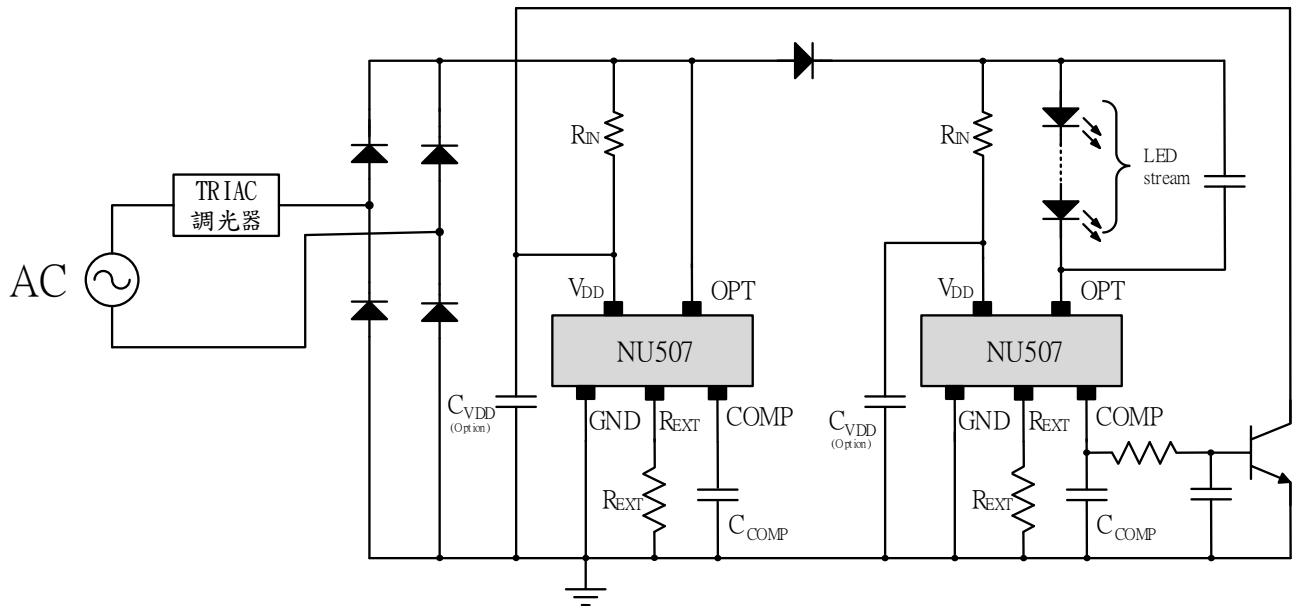 TRIAC
調光器
AC
RIN
RIN
LED
stream
VDD
OPT
NU507
VDD
OPT
NU507
CVDD
(Option)
GND
REXT
COMP
CVDD
(Option)
GND
REXT
COMP
REXT
CCOMP
REXT
CCOMP